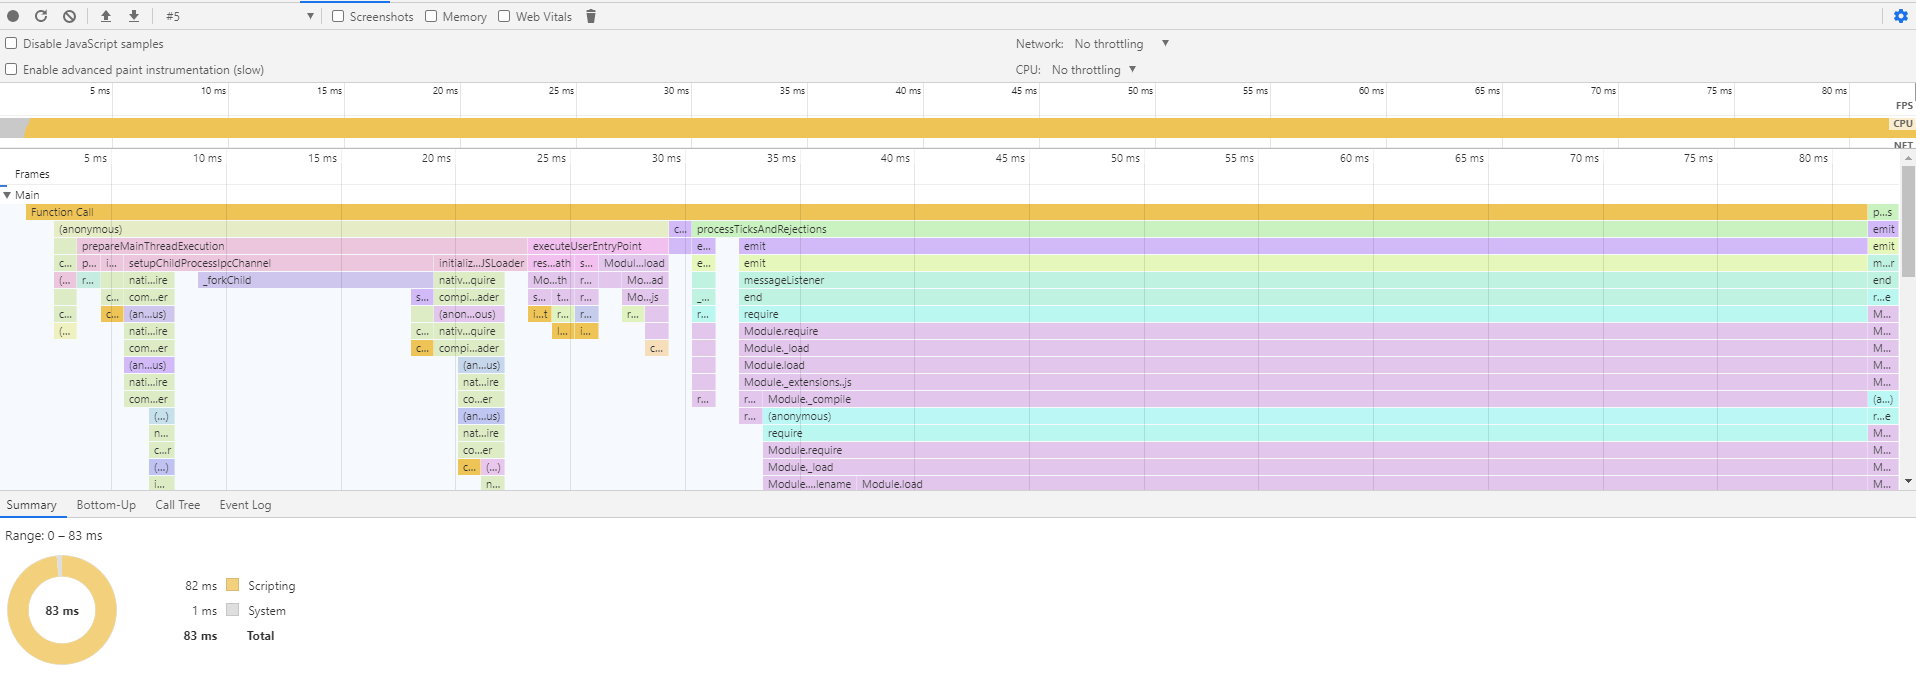 #5 Screenshots Memory Web Vitals
Disable JavaScript samples Network: No throttling
Enable advanced paint instrumentation (slow) CPU: No throttling
5 ms 10 ms 15 ms 20 ms 25 ms 30 ms 35 ms 40 ms 45 ms 50 ms 55 ms 60 ms 65 ms 70 ms 75 ms 80 ms
FPS
CPU
NET
5 ms 10 ms 15 ms 20 ms 25 ms 30 ms 35 ms 40 ms 45 ms 50 ms 55 ms 60 ms 65 ms 70 ms 75 ms 80 ms
Frames
Main
Function Call p...s
(anonymous) c... processTicksAndRejections emit
prepareMainThreadExecution executeUserEntryPoint e... emit emit
c... p... i... setupChildProcessIpcChannel initializ...JSLoader res...ath s... Modul...load e... emit m...r
(... r... nati...ire _forkChild nativ...quire Mo...th r... Mo...ad messageListener end
c... com...er s... compi...ader s... t... r... Mo...js _... end r...e
c... c... (an...us) (anon...ous) i...t r... r... r... r... require M...
(... nati...ire c... nativ...quire i... i... Module.require M...
com...er c... compi...ader c... Module._load M...
(an...us) (an...us) Module.load M...
nati...ire nat...ire Module._extensions..js M...
com...er co...er r... r... Module._compile (a...)
(...) (an...us) r... (anonymous) r...e
n... nat...ire require M...
c...r co...er Module.require M...
(...) c... (...) Module._load M...
i... n... Module....lename Module.load M...
Summary Bottom-Up Call Tree Event Log
Range: 0 – 83 ms
82 ms Scripting
83 ms 1 ms System
83 ms Total